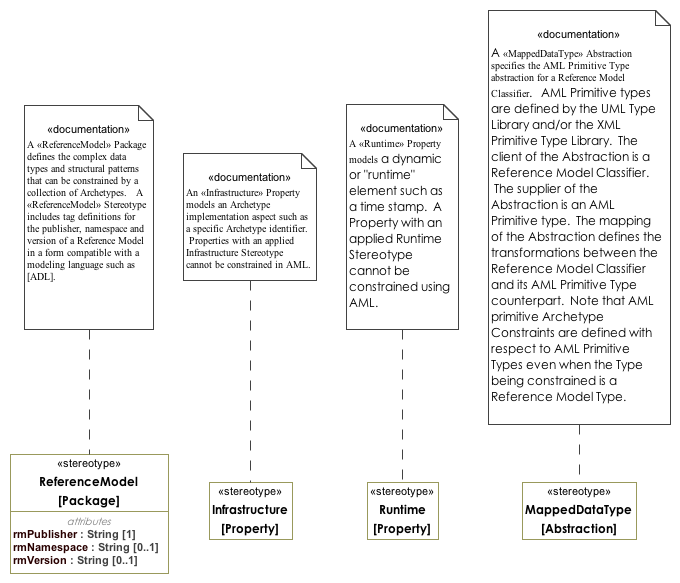 «documentation»
A «ReferenceModel» Package
defines the complex data
types and structural patterns
that can be constrained by a
collection of Archetypes. A
«ReferenceModel» Stereotype
includes tag definitions for
the publisher, namespace and
version of a Reference Model
in a form compatible with a
modeling language such as
[ADL].
«documentation»
An «Infrastructure» Property
models an Archetype
implementation aspect such as
a specific Archetype identifier.
Properties with an applied
Infrastructure Stereotype
cannot be constrained in AML.
«documentation»
A «Runtime» Property
models a dynamic
or "runtime"
element such as
a time stamp. A
Property with an
applied Runtime
Stereotype
cannot be
constrained using
AML.
«documentation»
A «MappedDataType» Abstraction
specifies the AML Primitive Type
abstraction for a Reference Model
Classifier. AML Primitive types
are defined by the UML Type
Library and/or the XML
Primitive Type Library. The
client of the Abstraction is a
Reference Model Classifier.
The supplier of the
Abstraction is an AML
Primitive type. The mapping
of the Abstraction defines the
transformations between the
Reference Model Classifier
and its AML Primitive Type
counterpart. Note that AML
primitive Archetype
Constraints are defined with
respect to AML Primitive
Types even when the Type
being constrained is a
Reference Model Type.
«stereotype»
ReferenceModel
[Package]
attributes
rmPublisher : String [1]
rmNamespace : String [0..1]
rmVersion : String [0..1]
«stereotype»
Infrastructure
[Property]
«stereotype»
Runtime
[Property]
«stereotype»
MappedDataType
[Abstraction]